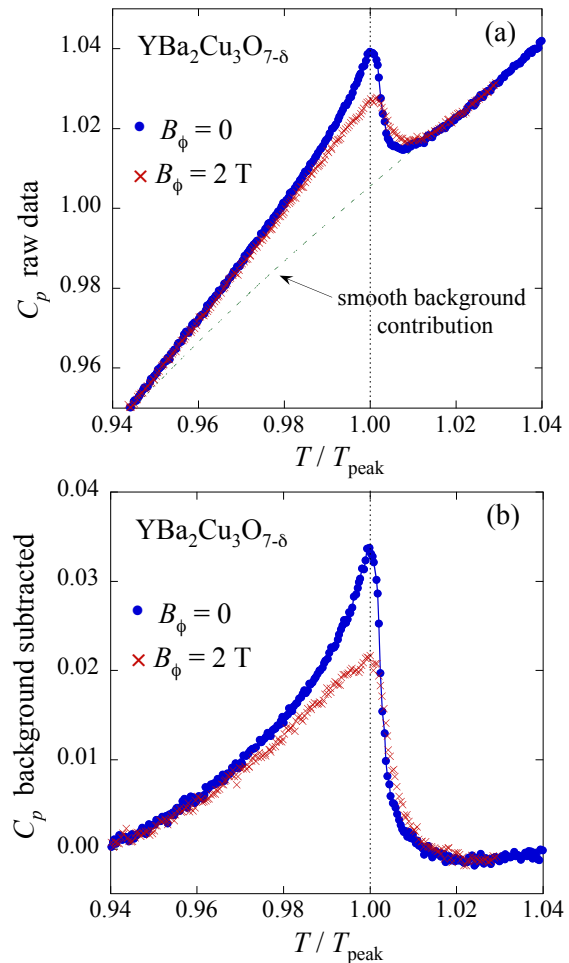 (a)
YBa₂Cu₃O₇₋δ
Bϕ = 0
Bϕ = 2 T
smooth background
contribution
Cₚ raw data
1.04
1.02
1.00
0.98
0.96
0.94 0.96 0.98 1.00 1.02 1.04
T / Tpeak
(b)
YBa₂Cu₃O₇₋δ
Bϕ = 0
Bϕ = 2 T
Cₚ background subtracted
0.04
0.03
0.02
0.01
0.00
0.94 0.96 0.98 1.00 1.02 1.04
T / Tpeak